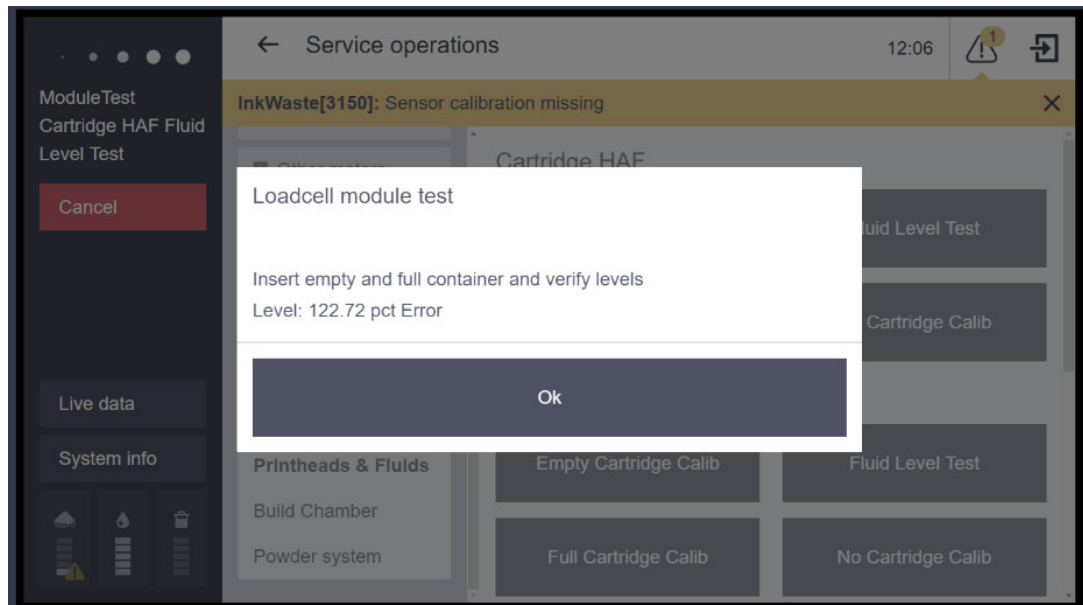 ← Service operations
12:06
1
ModuleTest
Cartridge HAF Fluid
Level Test
Cancel
InkWaste[3150]: Sensor calibration missing
Cartridge HAF
Loadcell module test
Insert empty and full container and verify levels
Level: 122.72 pct Error
Ok
Level Test
Cartridge Calib
Live data
System info
Printheads & Fluids
Build Chamber
Powder system
Empty Cartridge Calib
Fluid Level Test
Full Cartridge Calib
No Cartridge Calib